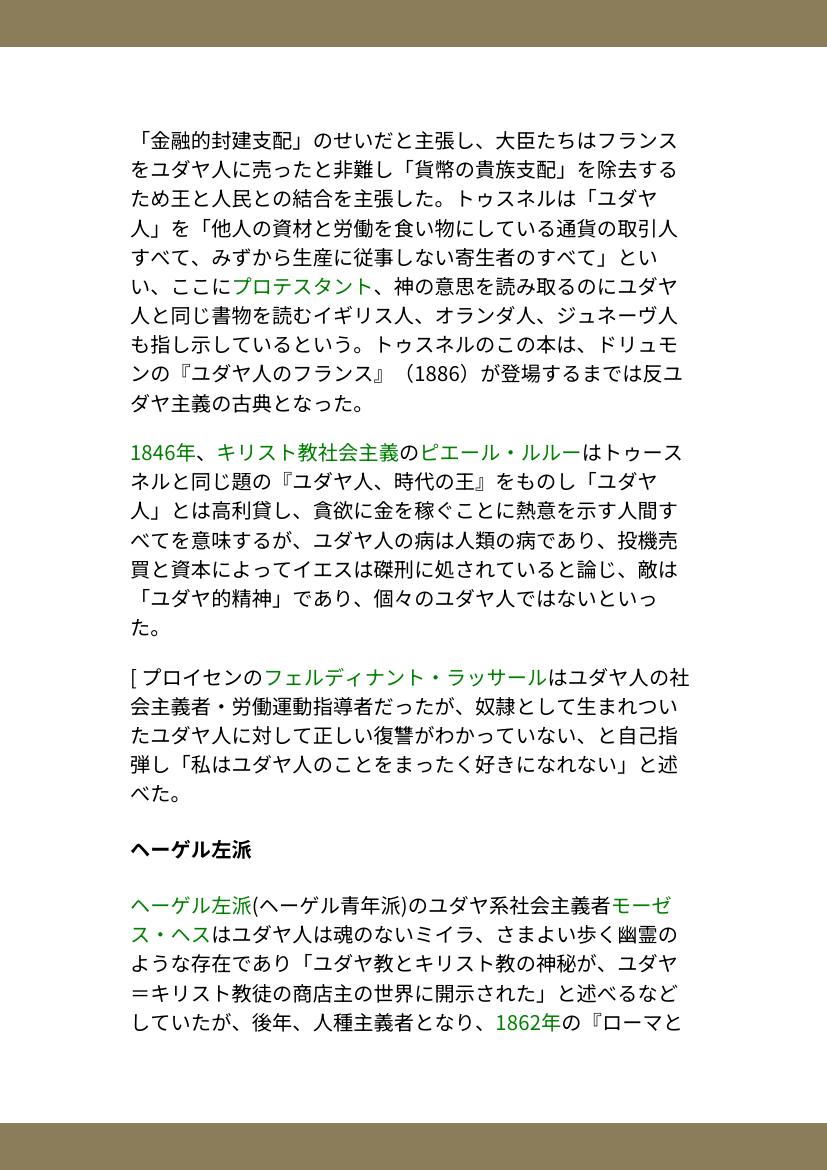 「金融的封建支配」のせいだと主張し、大臣たちはフランス
をユダヤ人に売ったと非難し「貨幣の貴族支配」を除去する
ため王と人民との結合を主張した。トゥスネルは「ユダヤ
人」を「他人の資材と労働を食い物にしている通貨の取引人
すべて、みずから生産に従事しない寄生者のすべて」とい
い、ここにプロテスタント、神の意思を読み取るのにユダヤ
人と同じ書物を読むイギリス人、オランダ人、ジュネーヴ人
も指し示しているという。トゥスネルのこの本は、ドリュモ
ンの『ユダヤ人のフランス』（1886）が登場するまでは反ユ
ダヤ主義の古典となった。
1846年、キリスト教社会主義のピエール・ルルーはトゥース
ネルと同じ題の『ユダヤ人、時代の王』をものし「ユダヤ
人」とは高利貸し、貪欲に金を稼ぐことに熱意を示す人間す
べてを意味するが、ユダヤ人の病は人類の病であり、投機売
買と資本によってイエスは磔刑に処されていると論じ、敵は
「ユダヤ的精神」であり、個々のユダヤ人ではないといっ
た。
[ プロイセンのフェルディナント・ラッサールはユダヤ人の社
会主義者・労働運動指導者だったが、奴隷として生まれつい
たユダヤ人に対して正しい復讐がわかっていない、と自己指
弾し「私はユダヤ人のことをまったく好きになれない」と述
べた。
ヘーゲル左派
ヘーゲル左派(ヘーゲル青年派)のユダヤ系社会主義者モーゼ
ス・ヘスはユダヤ人は魂のないミイラ、さまよい歩く幽霊の
ような存在であり「ユダヤ教とキリスト教の神秘が、ユダヤ
＝キリスト教徒の商店主の世界に開示された」と述べるなど
していたが、後年、人種主義者となり、1862年の『ローマと